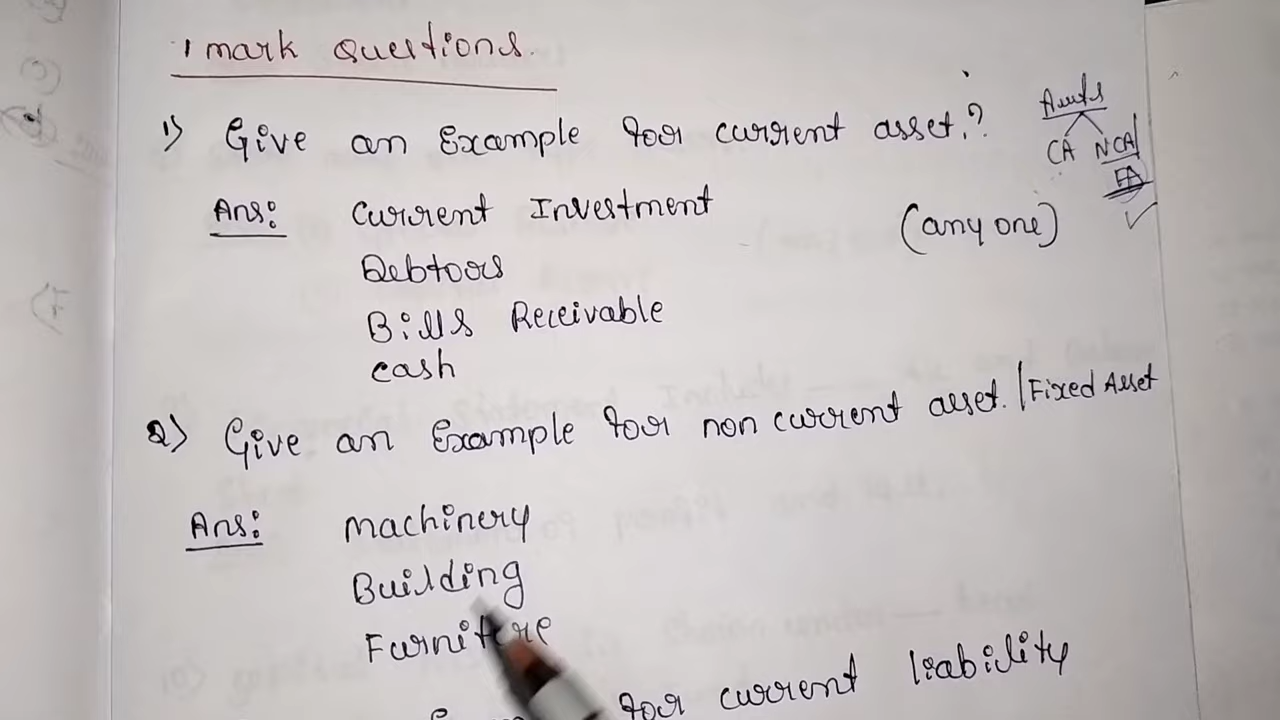 1 mark questions.
1) Give an Example for current asset.?
Assets
CA NCA/
FA
Ans: Current Investment
(any one)
Debtors
Bills Receivable
cash
2) Give an Example for non current asset. / Fixed Asset
Ans: machinery
Building
Furniture
for current liability